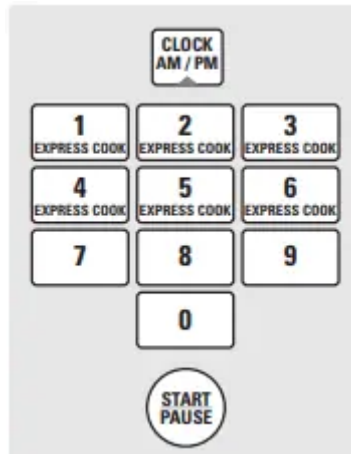 CLOCK
AM / PM
1 2 3
EXPRESS COOK EXPRESS COOK EXPRESS COOK
4 5 6
EXPRESS COOK EXPRESS COOK EXPRESS COOK
7 8 9
0
START
PAUSE